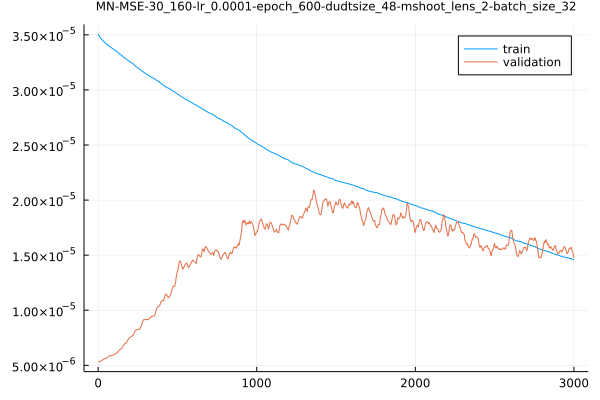 MN-MSE-30_160-lr_0.0001-epoch_600-dudtsize_48-mshoot_lens_2-batch_size_32
3.50×10⁻⁵
train
validation
3.00×10⁻⁵
2.50×10⁻⁵
2.00×10⁻⁵
1.50×10⁻⁵
1.00×10⁻⁵
5.00×10⁻⁶
0 1000 2000 3000